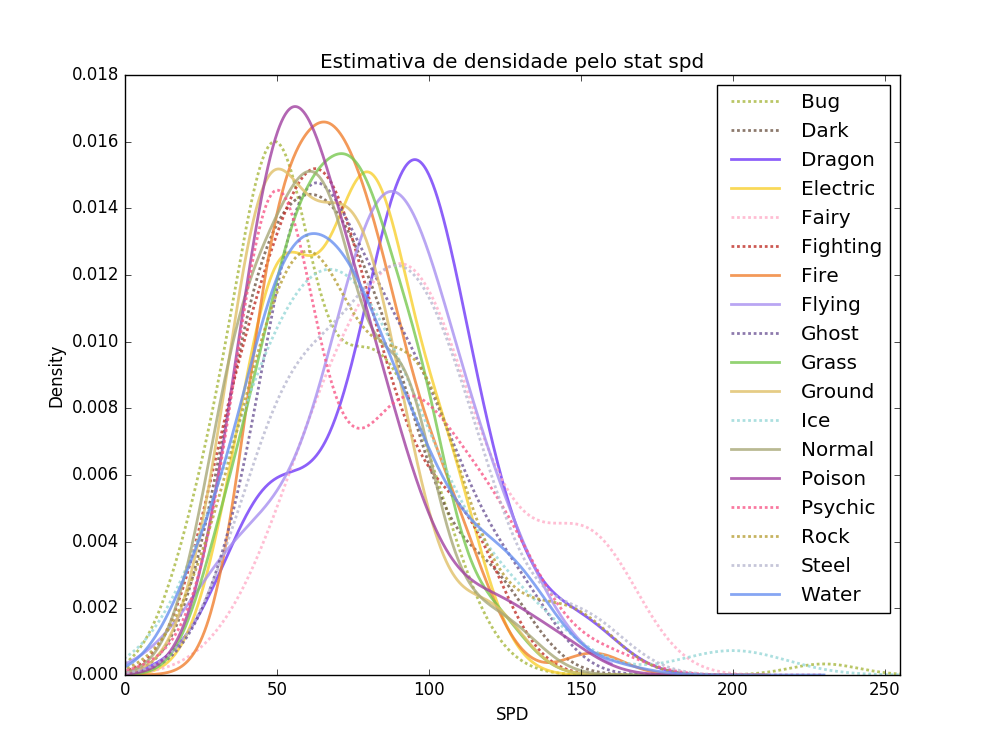 Estimativa de densidade pelo stat spd
0.018
0.016
0.014
0.012
0.010
0.008
0.006
0.004
0.002
0.000
Density
0
50
100
150
200
250
SPD
Bug
Dark
Dragon
Electric
Fairy
Fighting
Fire
Flying
Ghost
Grass
Ground
Ice
Normal
Poison
Psychic
Rock
Steel
Water